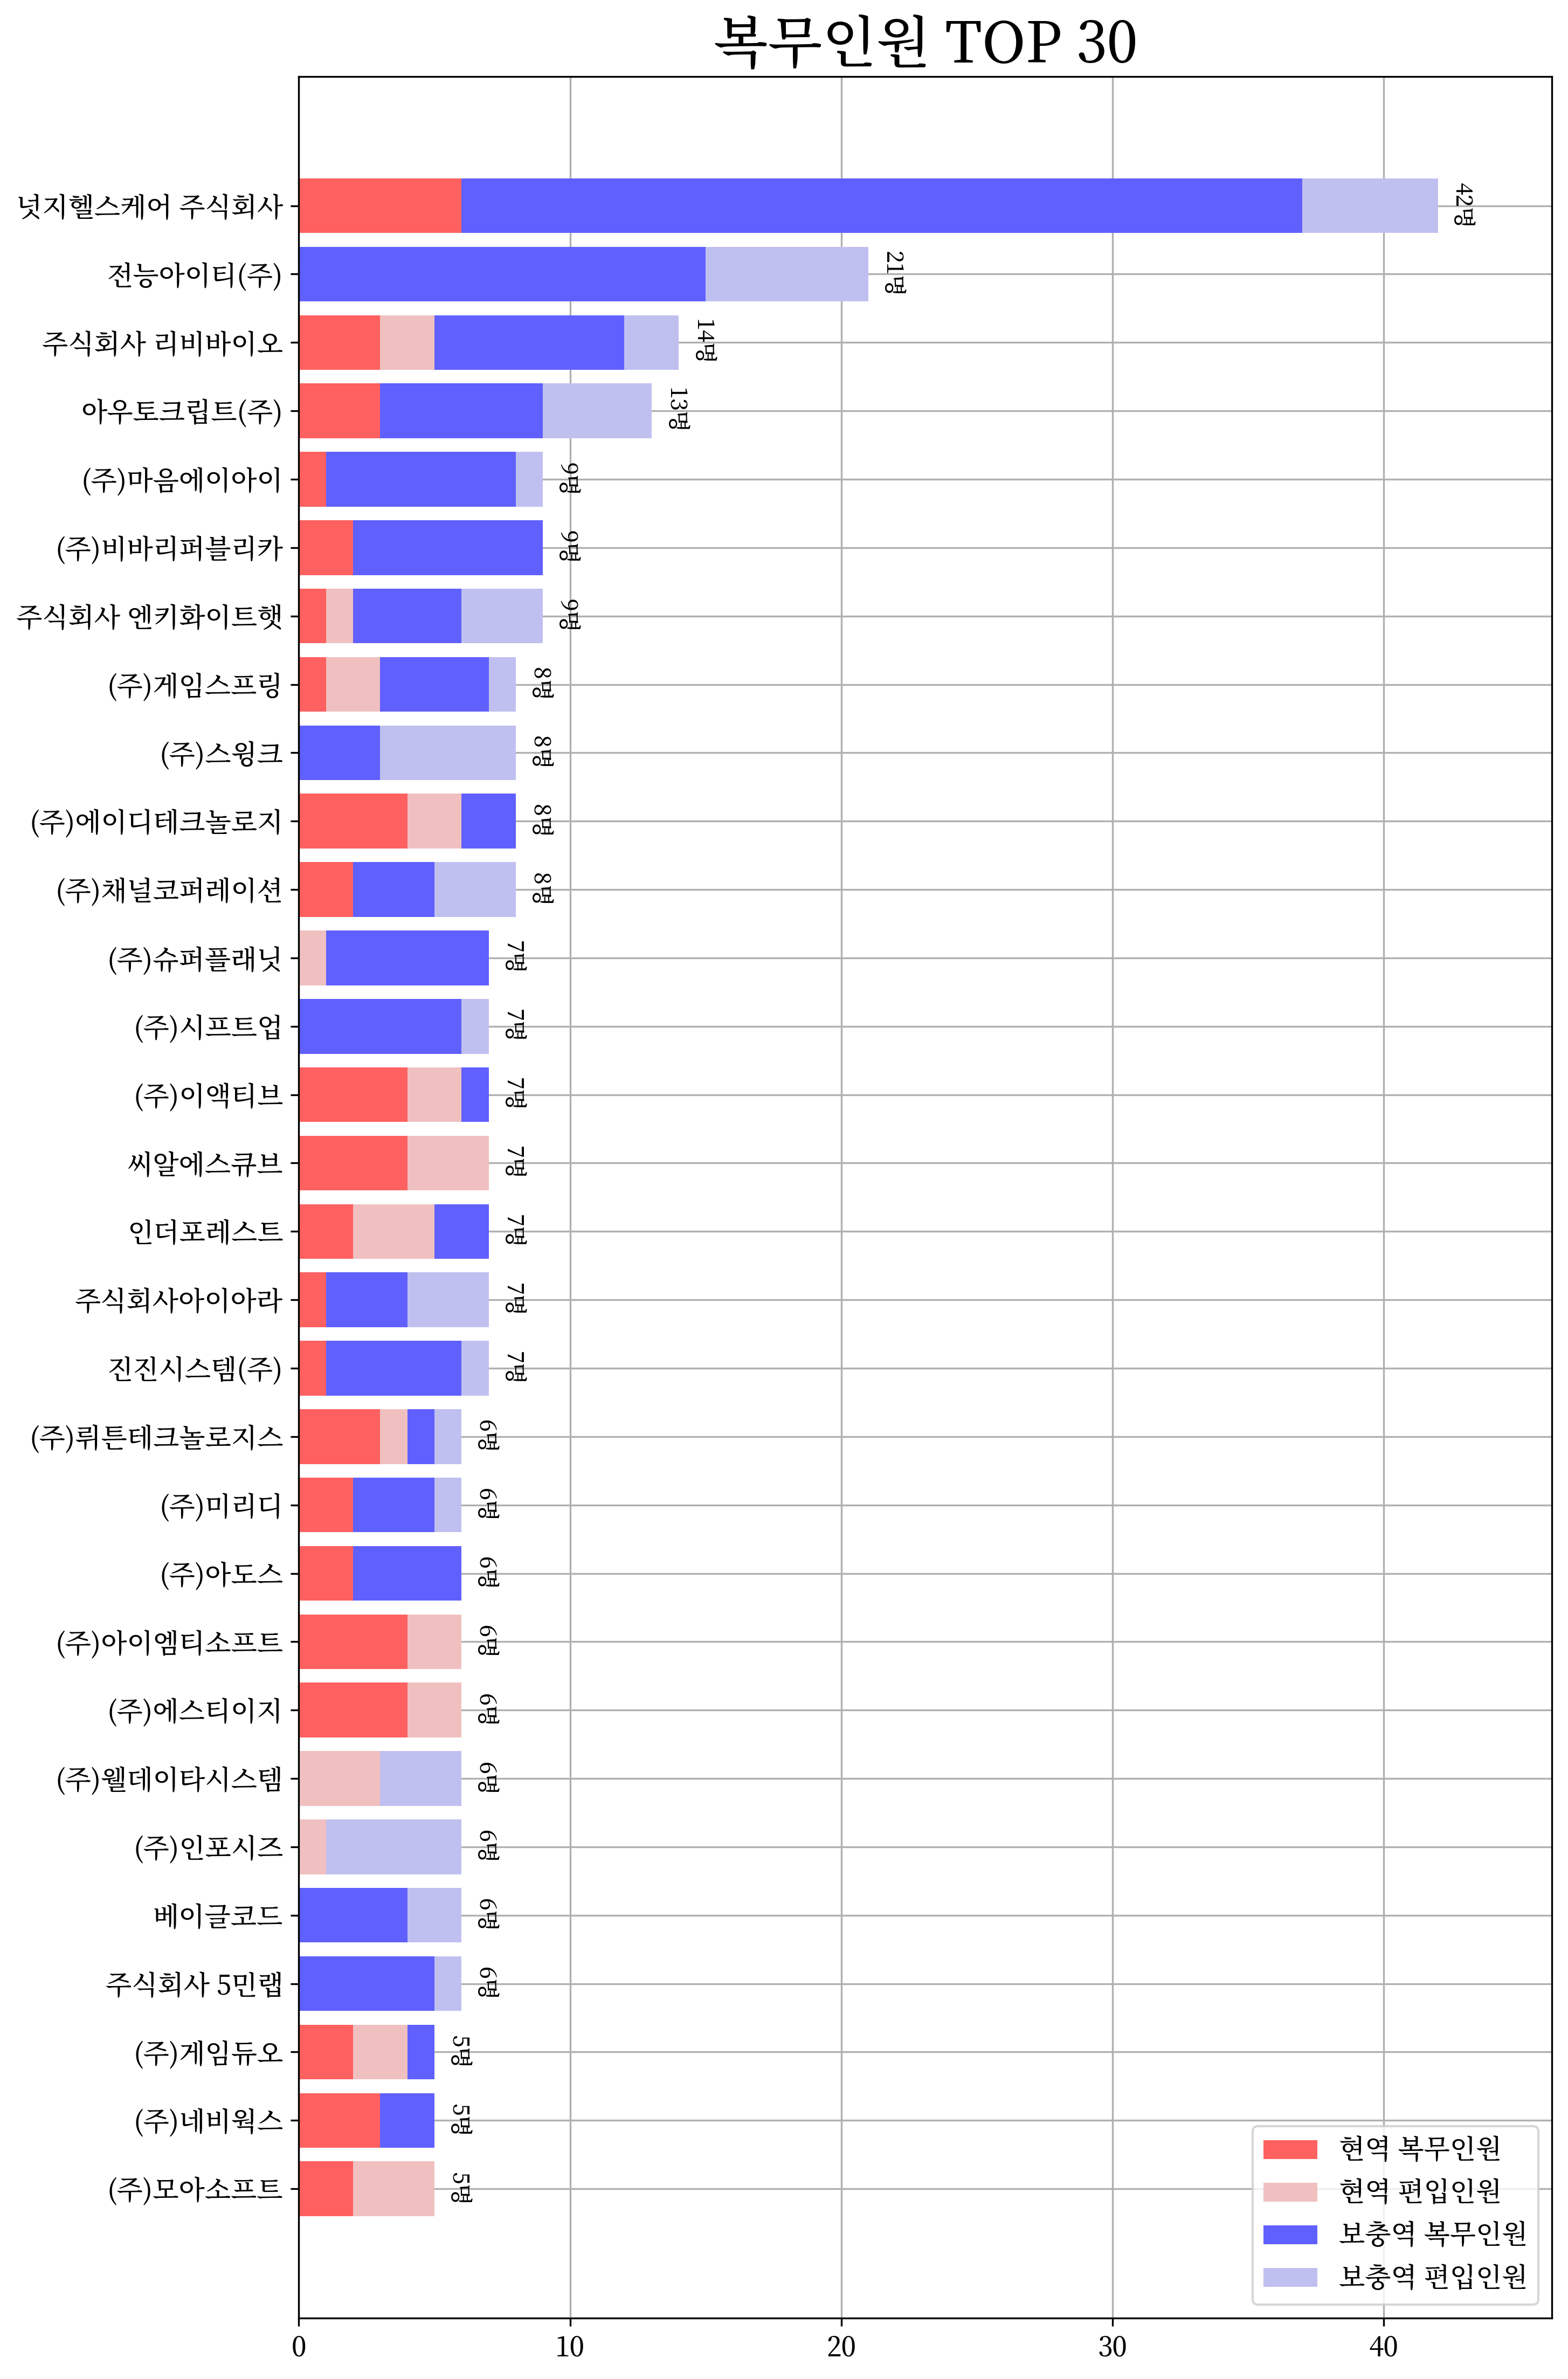 복무인원 TOP 30
넛지헬스케어 주식회사
42명
전능아이티(주)
21명
주식회사 리비바이오
14명
아우토크립트(주)
13명
(주)마음에이아이
9명
(주)비바리퍼블리카
9명
주식회사 엔키화이트햇
9명
(주)게임스프링
8명
(주)스윙크
8명
(주)에이디테크놀로지
8명
(주)채널코퍼레이션
8명
(주)슈퍼플래닛
7명
(주)시프트업
7명
(주)이액티브
7명
씨알에스큐브
7명
인더포레스트
7명
주식회사아이아라
7명
진진시스템(주)
7명
(주)뤼튼테크놀로지스
6명
(주)미리디
6명
(주)아도스
6명
(주)아이엠티소프트
6명
(주)에스티이지
6명
(주)웰데이타시스템
6명
(주)인포시즈
6명
베이글코드
6명
주식회사 5민랩
6명
(주)게임듀오
5명
(주)네비웍스
5명
(주)모아소프트
5명
현역 복무인원
현역 편입인원
보충역 복무인원
보충역 편입인원
0 10 20 30 40